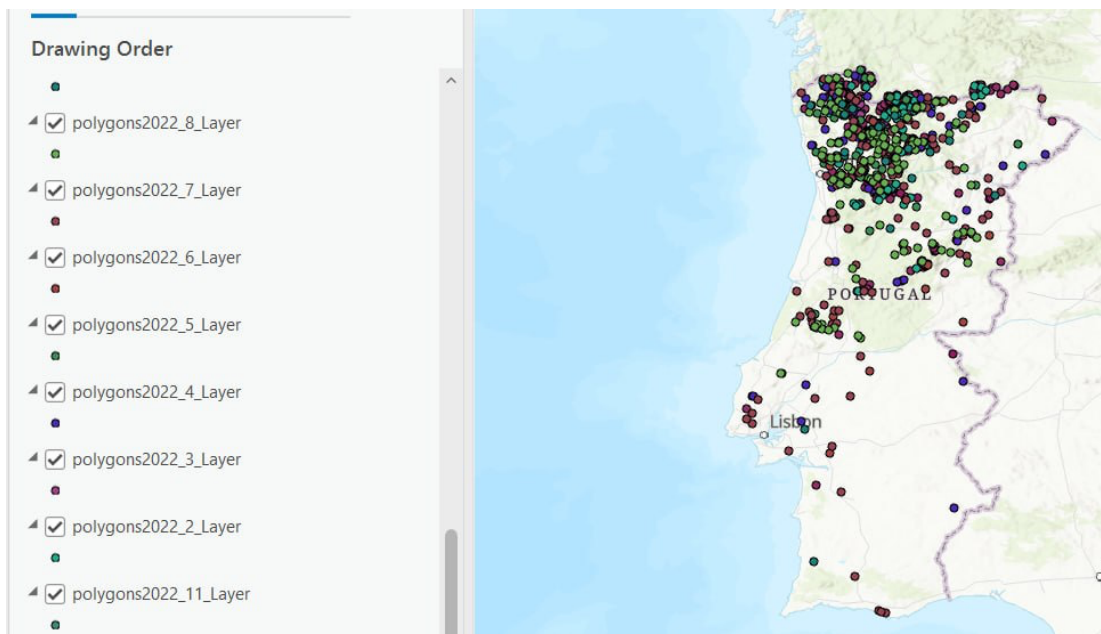 Drawing Order
polygons2022_8_Layer
polygons2022_7_Layer
polygons2022_6_Layer
polygons2022_5_Layer
polygons2022_4_Layer
polygons2022_3_Layer
polygons2022_2_Layer
polygons2022_11_Layer
PORTUGAL
Lisbon